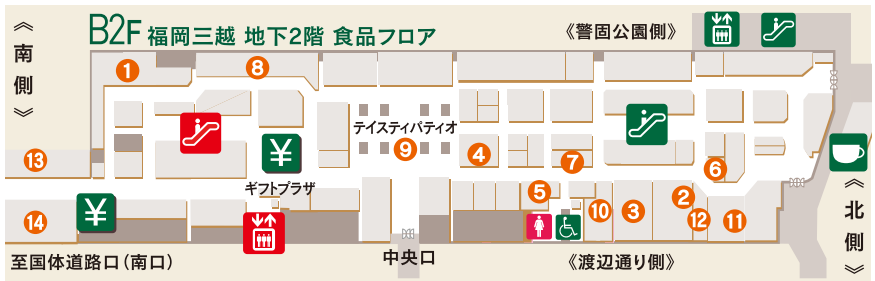 B2F 福岡三越 地下2階 食品フロア
《警固公園側》
《南側》
1
8
テイスティパティオ
9
4
7
13
¥
ギフトプラザ
6
5
2
10
3
12
11
14
¥
至国体道路口(南口)
中央口
《渡辺通り側》
《北側》